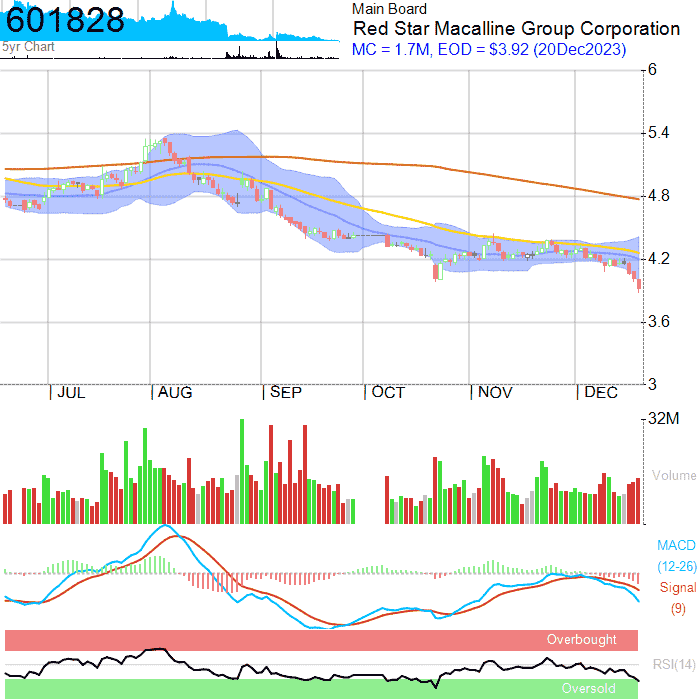 601828
5yr Chart
Main Board
Red Star Macalline Group Corporation
MC = 1.7M, EOD = $3.92 (20Dec2023)
6
5.4
4.8
4.2
3.6
3
JUL AUG SEP OCT NOV DEC
32M
Volume
MACD
(12-26)
Signal
(9)
Overbought
RSI(14)
Oversold